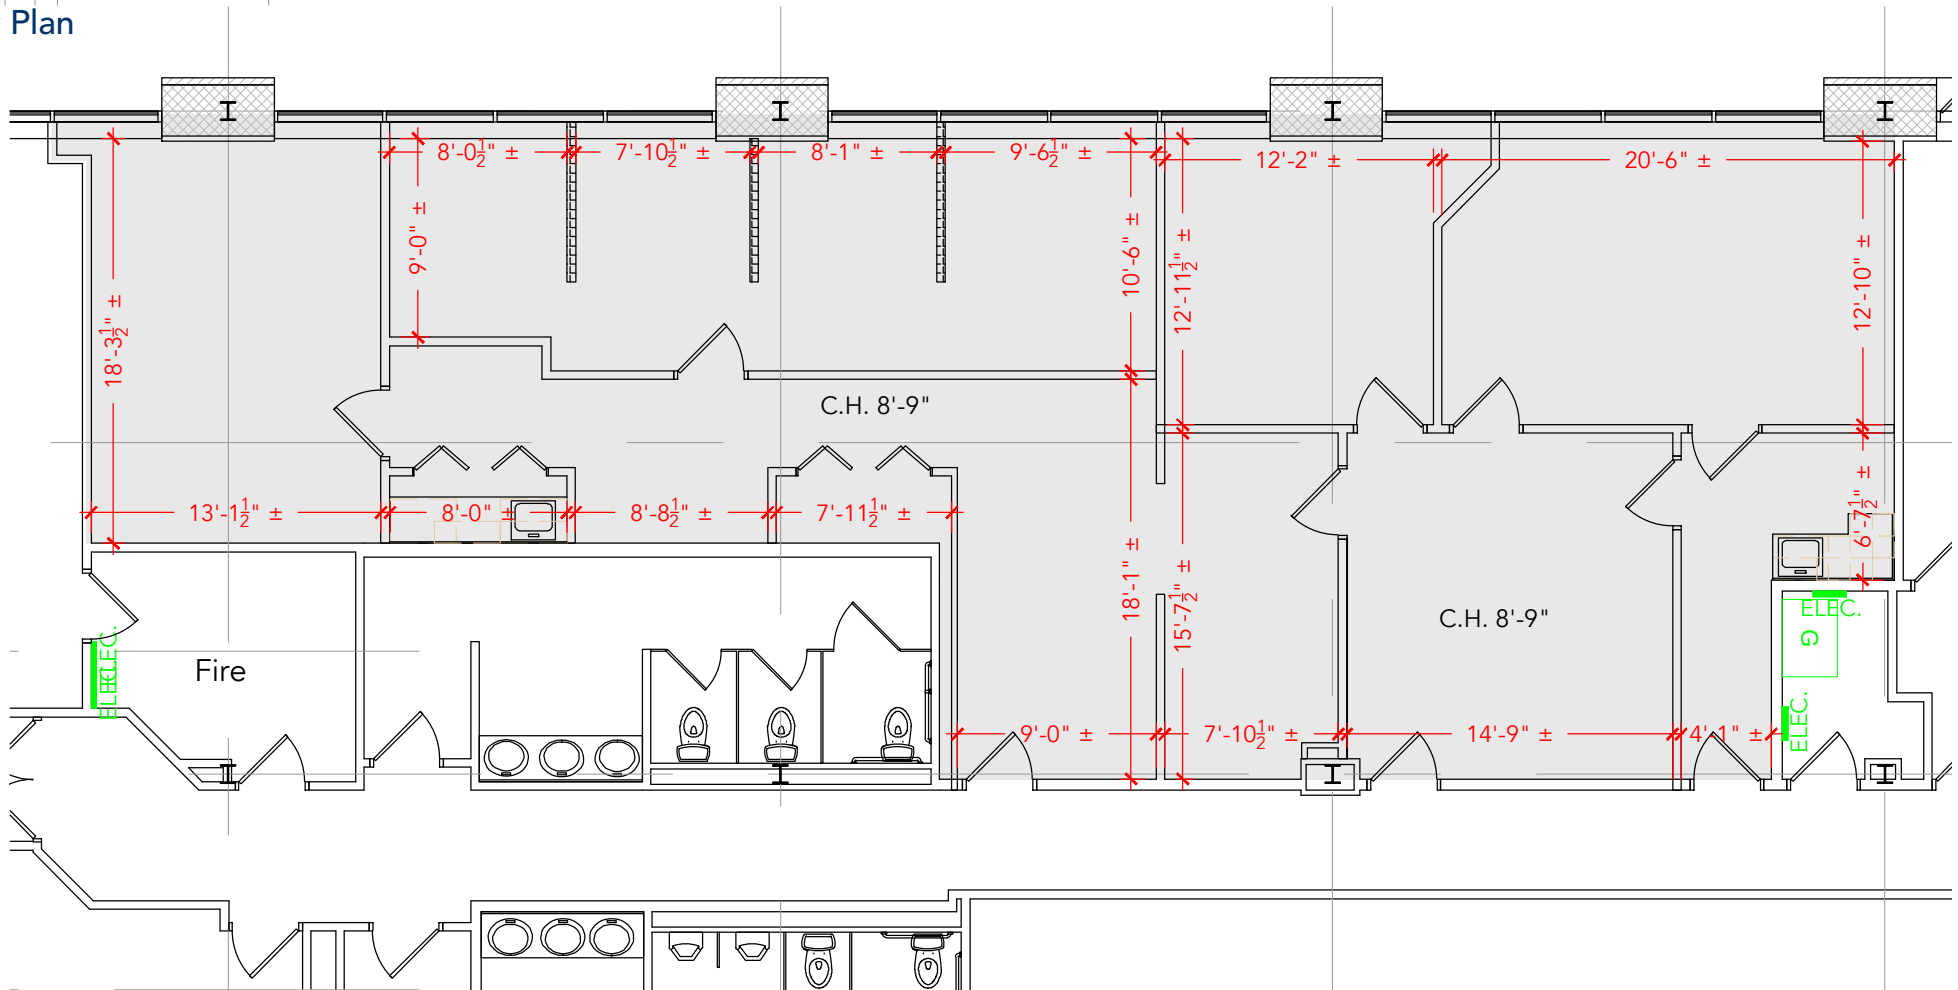 Plan
8'-0½" ±
7'-10½" ±
8'-1" ±
9'-6½" ±
12'-2" ±
20'-6" ±
9'-0" ±
10'-6" ±
12'-11½" ±
12'-10" ±
18'-3½" ±
C.H. 8'-9"
13'-1½" ±
8'-0" ±
8'-8½" ±
7'-11½" ±
6'-7½" ±
18'-1" ±
15'-7½" ±
C.H. 8'-9"
ELEC.
G
ELEC.
ELEC.
ELEC.
Fire
9'-0" ±
7'-10½" ±
14'-9" ±
4'-1" ±